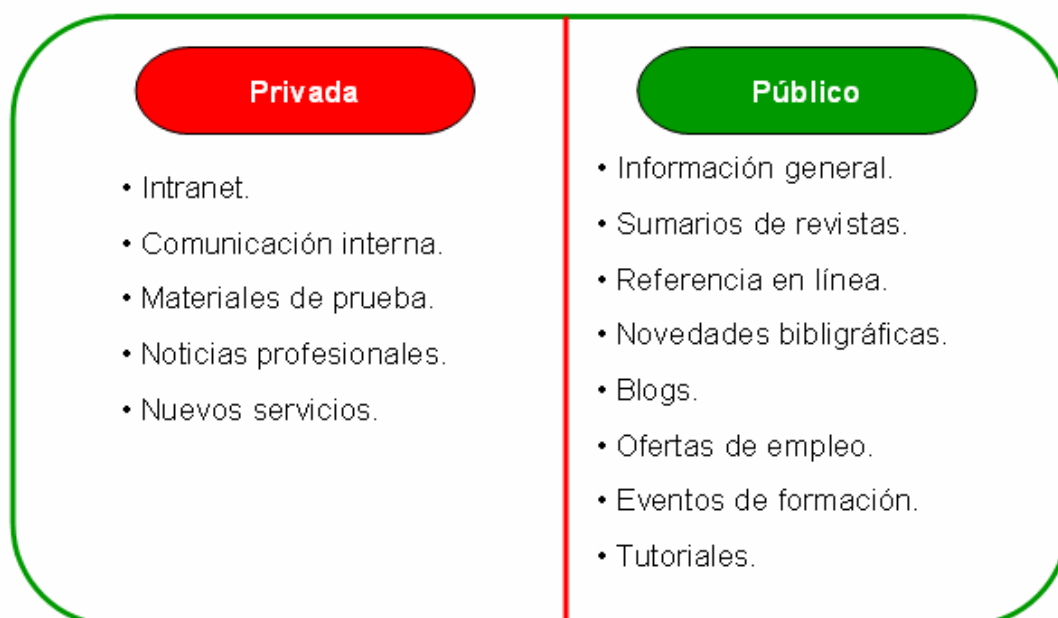 Privada
• Intranet.
• Comunicación interna.
• Materiales de prueba.
• Noticias profesionales.
• Nuevos servicios.
Público
• Información general.
• Sumarios de revistas.
• Referencia en línea.
• Novedades bibligráficas.
• Blogs.
• Ofertas de empleo.
• Eventos de formación.
• Tutoriales.